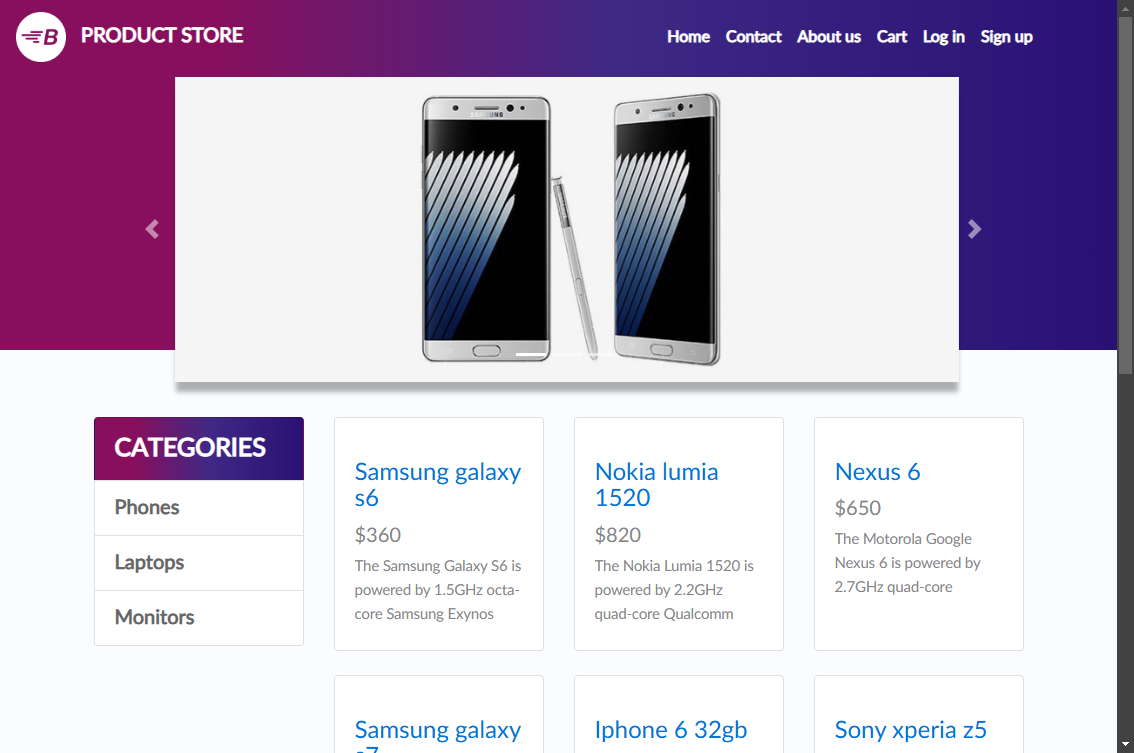 B PRODUCT STORE
Home Contact About us Cart Log in Sign up
SAMSUNG SAMSUNG
CATEGORIES
Phones
Laptops
Monitors
Samsung galaxy
s6
$360
The Samsung Galaxy S6 is
powered by 1.5GHz octa-
core Samsung Exynos
Nokia lumia
1520
$820
The Nokia Lumia 1520 is
powered by 2.2GHz
quad-core Qualcomm
Nexus 6
$650
The Motorola Google
Nexus 6 is powered by
2.7GHz quad-core
Samsung galaxy
s7
Iphone 6 32gb
Sony xperia z5